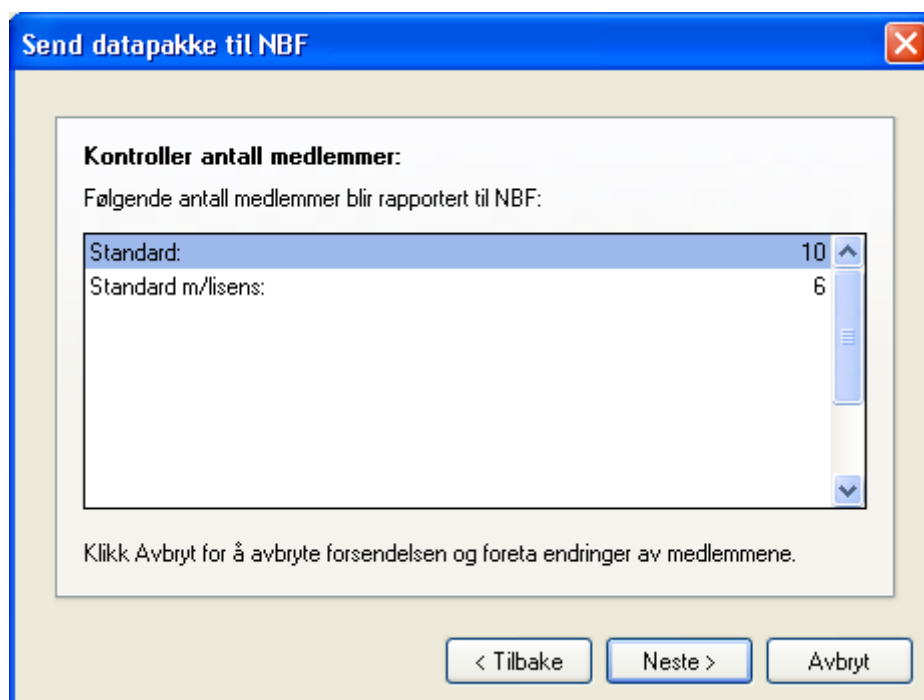 Send datapakke til NBF
Kontroller antall medlemmer:
Følgende antall medlemmer blir rapportert til NBF:
Standard: 10
Standard m/lisens: 6
Klikk Avbryt for å avbryte forsendelsen og foreta endringer av medlemmene.
< Tilbake Neste > Avbryt